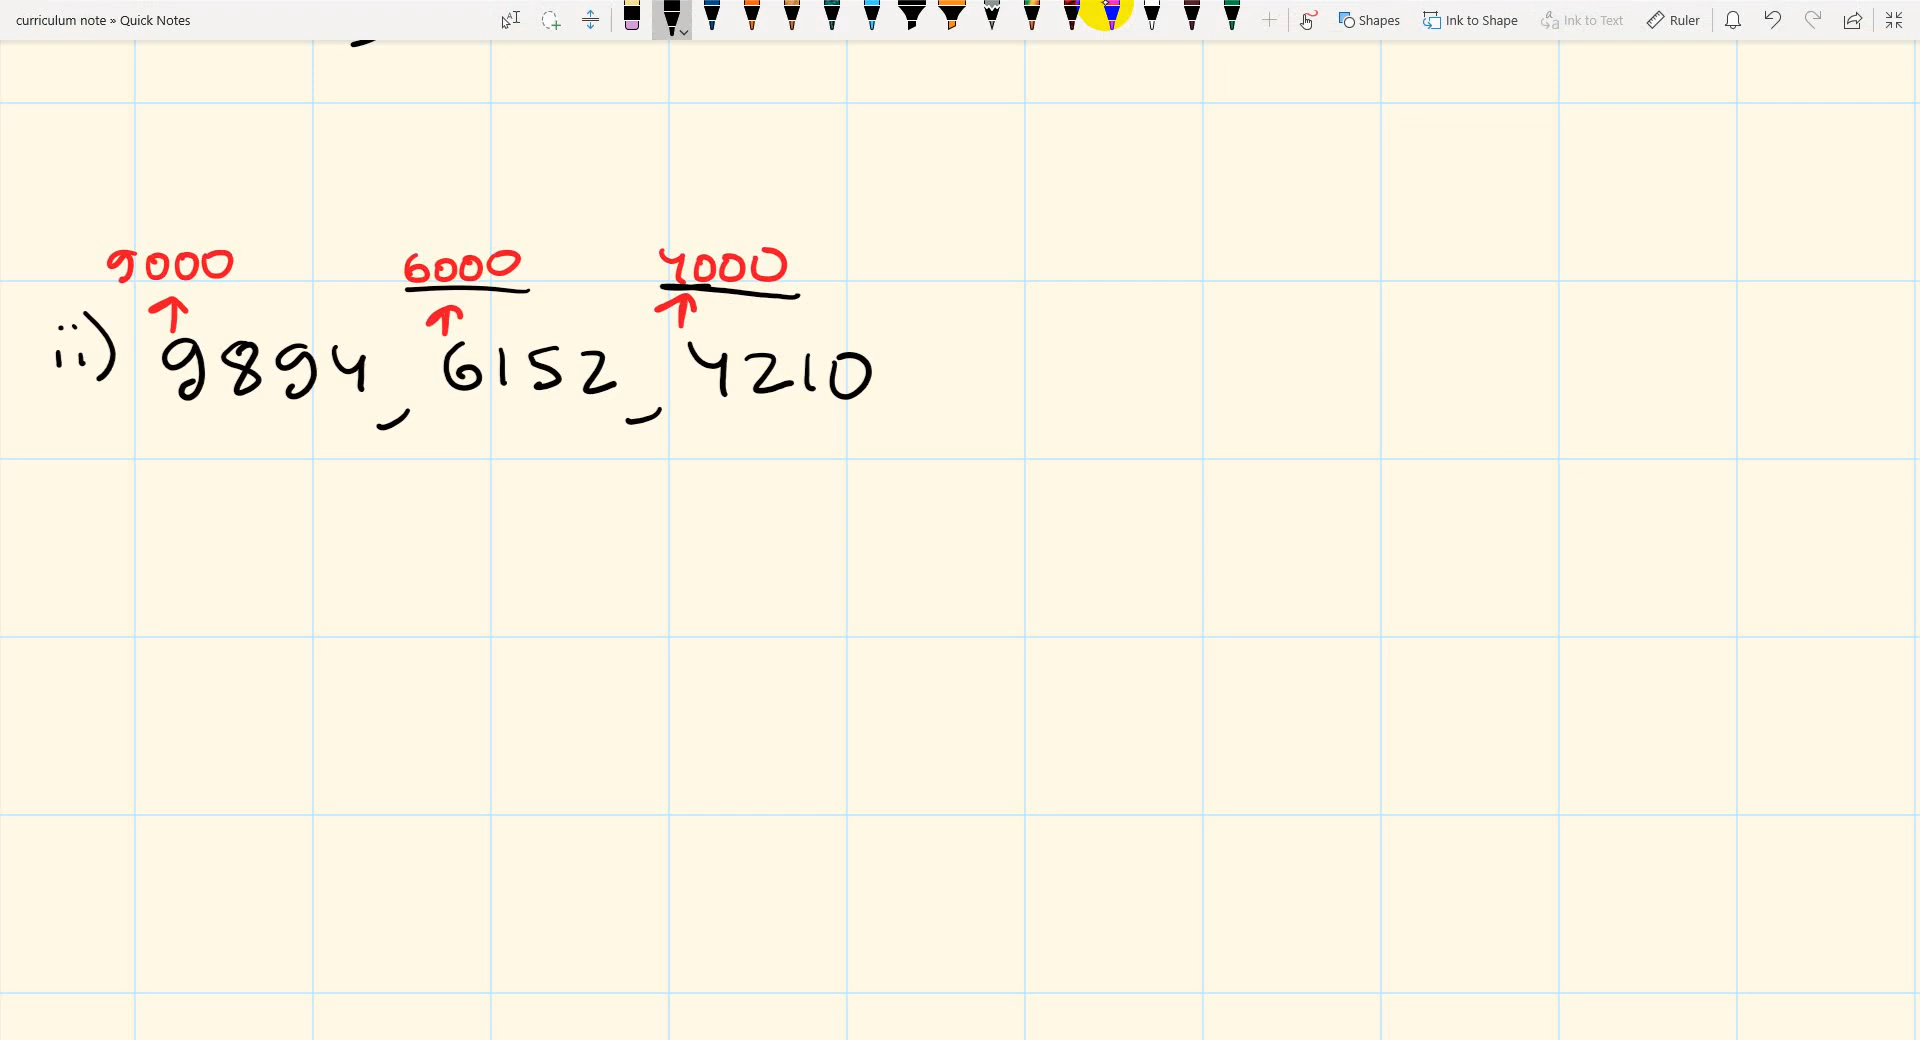 curriculum note » Quick Notes Shapes Ink to Shape Ink to Text Ruler
9000 6000 4000
ii) 9894, 6152, 4210